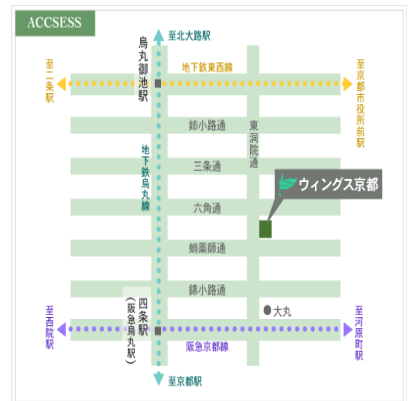 ACCSESS
至北大路駅
烏丸御池駅
地下鉄東西線
至二条駅
至京都市役所前駅
姉小路通
東洞院通
地下鉄烏丸線
三条通
ウィングス京都
六角通
蛸薬師通
錦小路通
大丸
四条駅
(阪急烏丸駅)
至西院駅
至河原町駅
阪急京都線
至京都駅